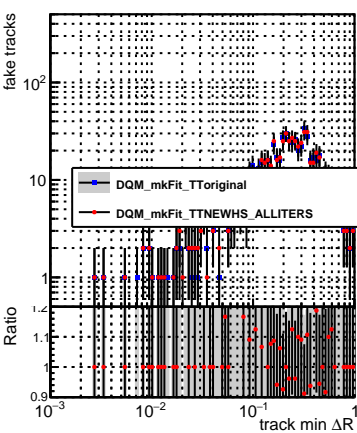 fake tracks
10²
10
1
DQM_mkFit_TToriginal
DQM_mkFit_TTNEWHS_ALLITERS
Ratio
1.2
1.1
1
0.9
10⁻³ 10⁻² 10⁻¹ 1
track min ΔR